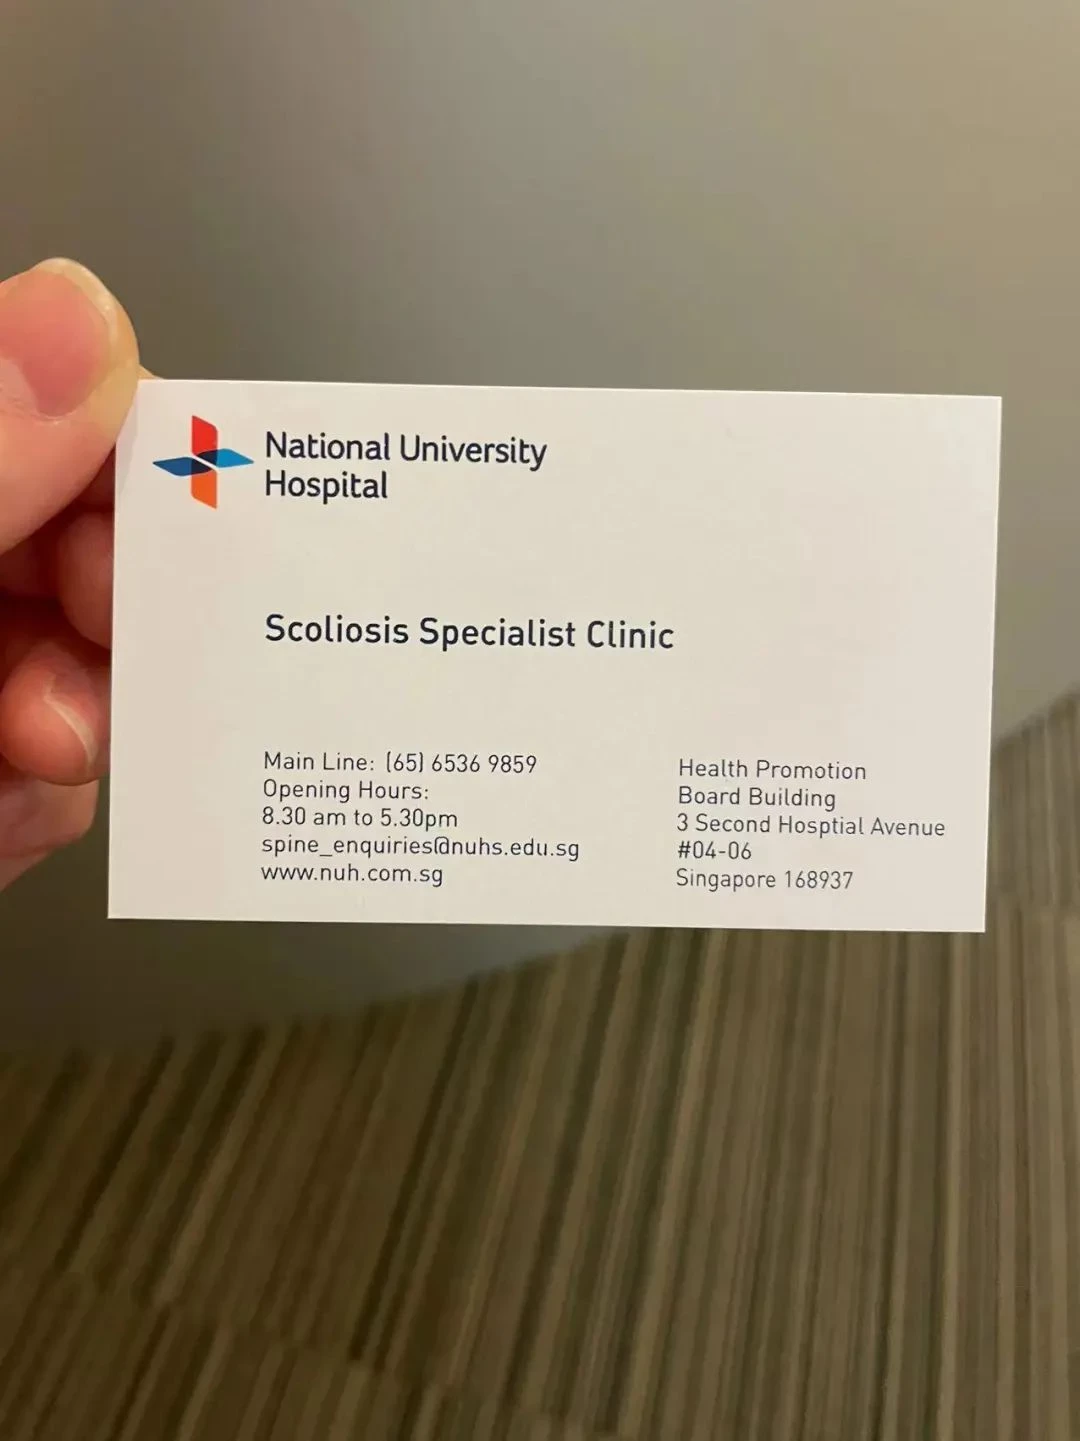 National University
Hospital
Scoliosis Specialist Clinic
Main Line: (65) 6536 9859
Opening Hours:
8.30 am to 5.30pm
spine_enquiries@nuhs.edu.sg
www.nuh.com.sg
Health Promotion
Board Building
3 Second Hosptial Avenue
#04-06
Singapore 168937